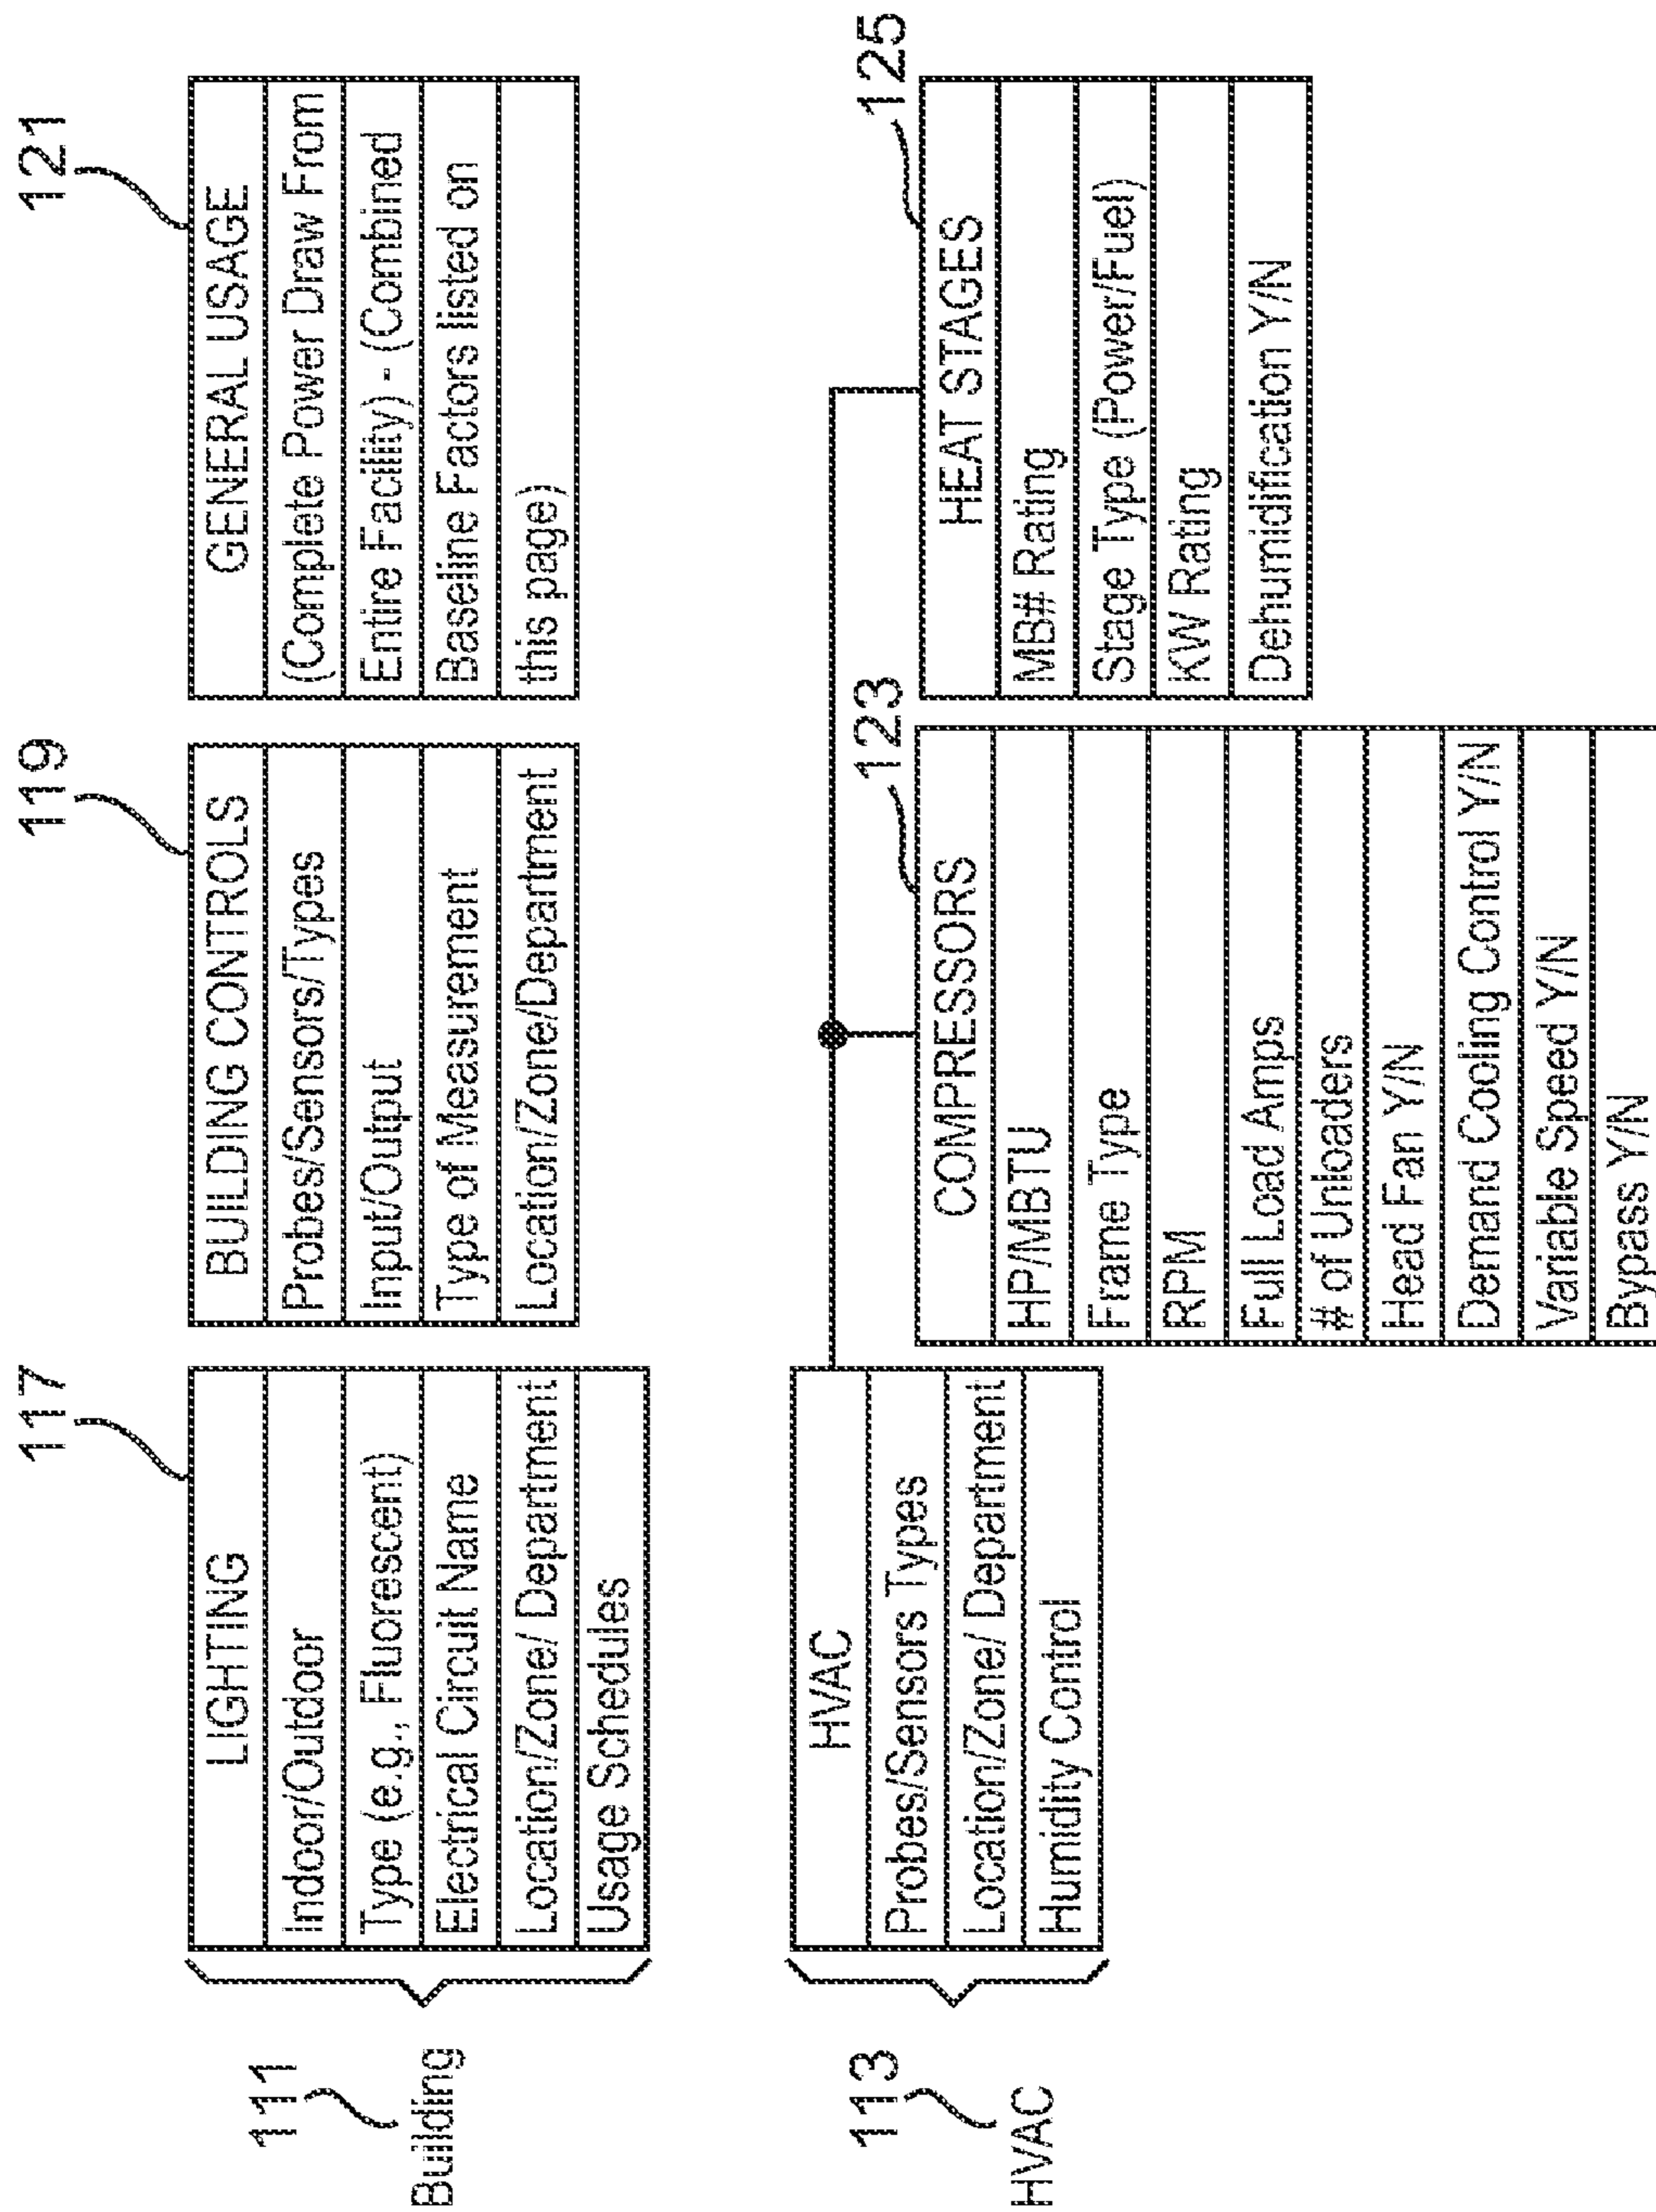 117
119
121
111
Building
LIGHTING
Indoor/Outdoor
Type (e.g., Fluorescent)
Electrical Circuit Name
Location/Zone/ Department
Usage Schedules
BUILDING CONTROLS
Probes/Sensors/Types
Input/Output
Type of Measurement
Location/Zone/Department
GENERAL USAGE
(Complete Power Draw From
Entire Facility) - (Combined
Baseline Factors listed on
this page)
113
HVAC
HVAC
Probes/Sensors Types
Location/Zone/ Department
Humidity Control
123
COMPRESSORS
HP/MBTU
Frame Type
RPM
Full Load Amps
# of Unloaders
Head Fan Y/N
Demand Cooling Control Y/N
Variable Speed Y/N
Bypass Y/N
125
HEAT STAGES
MB# Rating
Stage Type (Power/Fuel)
KW Rating
Dehumidification Y/N